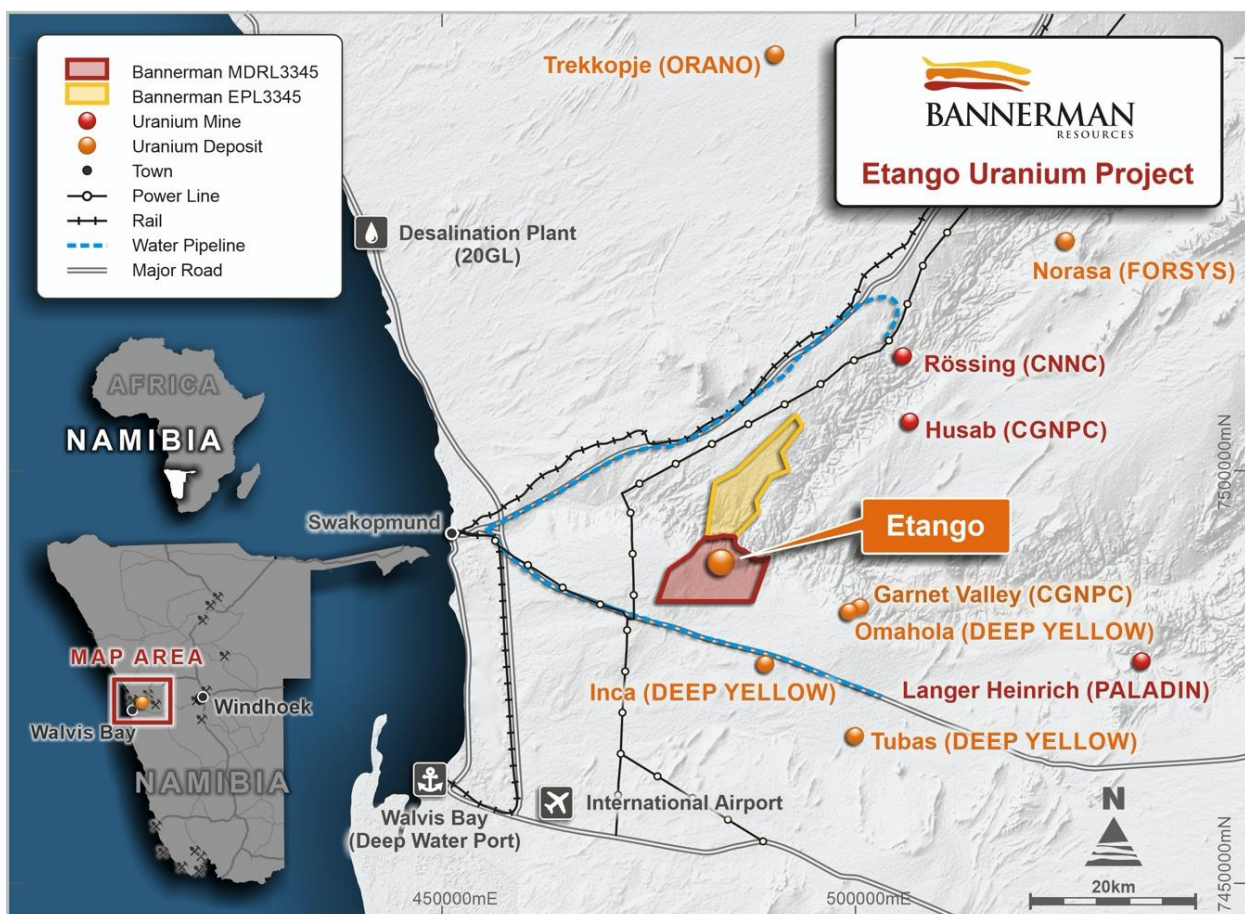 Bannerman MDRL3345
Bannerman EPL3345
Uranium Mine
Uranium Deposit
Town
Power Line
Rail
Water Pipeline
Major Road
Trekkopje (ORANO)
BANNERMAN
RESOURCES
Etango Uranium Project
Desalination Plant
(20GL)
Norasa (FORSYS)
Rössing (CNNC)
Husab (CGNPC)
AFRICA
NAMIBIA
Swakopmund
Etango
7500000mN
Garnet Valley (CGNPC)
Omahola (DEEP YELLOW)
Inca (DEEP YELLOW)
Langer Heinrich (PALADIN)
Tubas (DEEP YELLOW)
MAP AREA
Windhoek
Walvis Bay
NAMIBIA
Walvis Bay
(Deep Water Port)
International Airport
N
20km
450000mE
500000mE
7450000mN